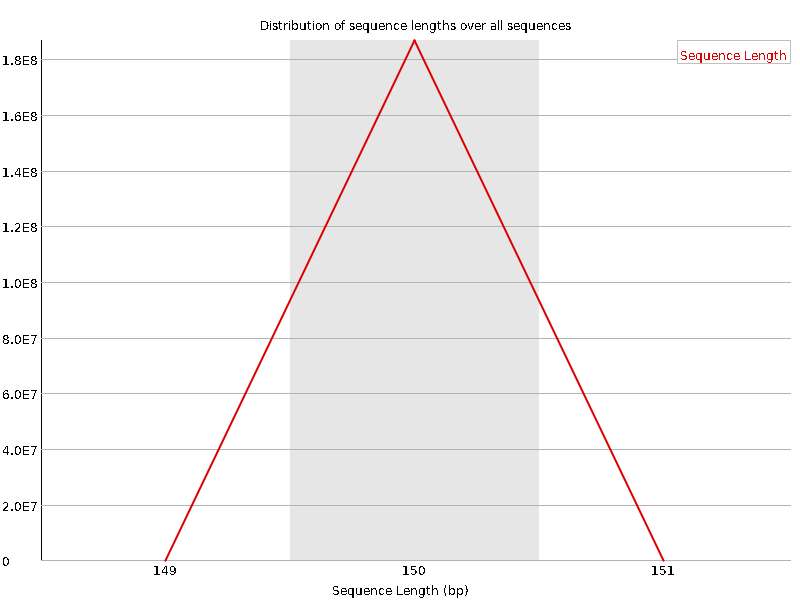 Distribution of sequence lengths over all sequences
Sequence Length
1.8E8
1.6E8
1.4E8
1.2E8
1.0E8
8.0E7
6.0E7
4.0E7
2.0E7
0
149 150 151
Sequence Length (bp)